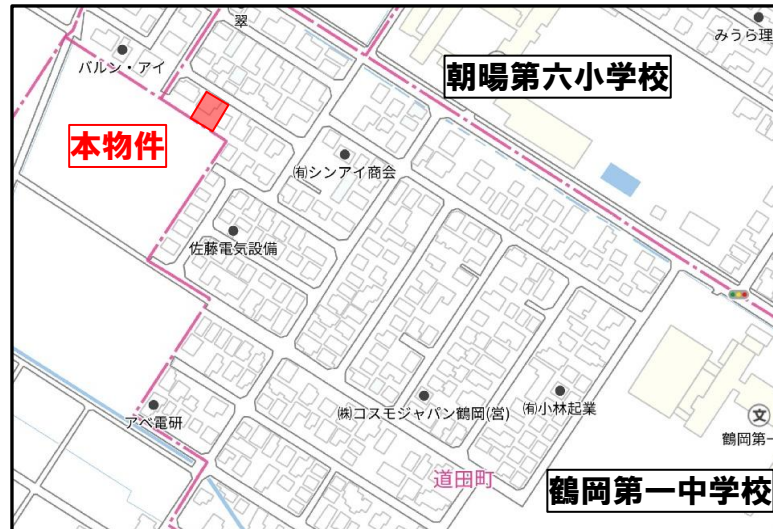 翠
みうら理
バルン・アイ
朝暘第六小学校
本物件
㈲シンアイ商会
佐藤電気設備
アベ電研
㈱コスモジャパン鶴岡(営)
㈲小林起業
文
鶴岡第一
道田町
鶴岡第一中学校